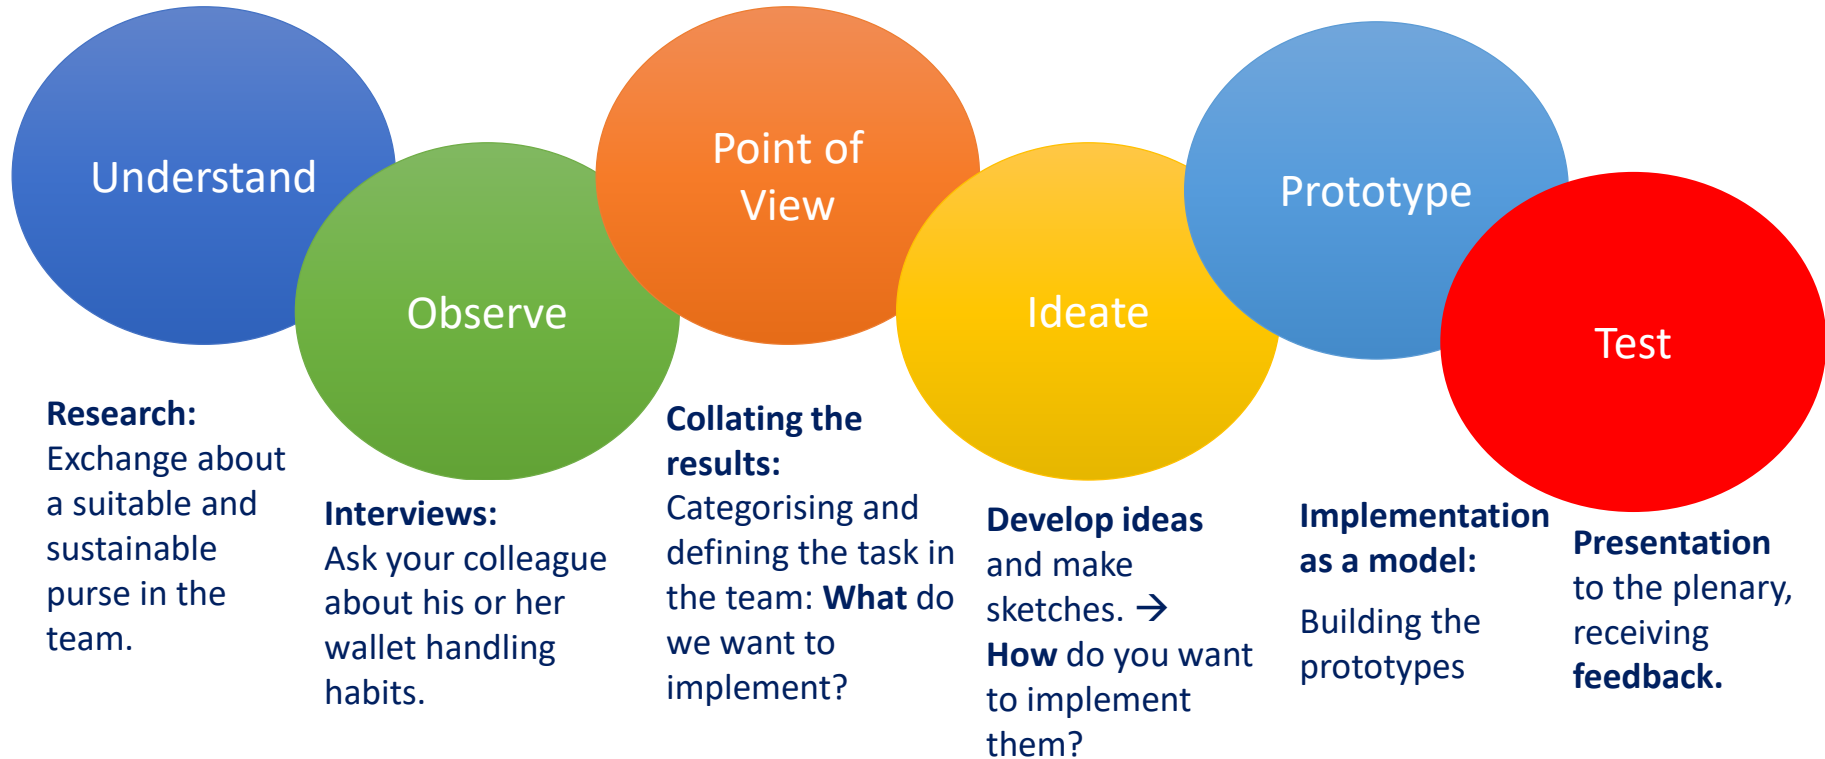 Understand
Observe
Point of
View
Ideate
Prototype
Test
Research:
Exchange about
a suitable and
sustainable
purse in the
team.
Interviews:
Ask your colleague
about his or her
wallet handling
habits.
Collating the
results:
Categorising and
defining the task in
the team: What do
we want to
implement?
Develop ideas
and make
sketches. →
How do you want
to implement
them?
Implementation
as a model:
Building the
prototypes
Presentation
to the plenary,
receiving
feedback.